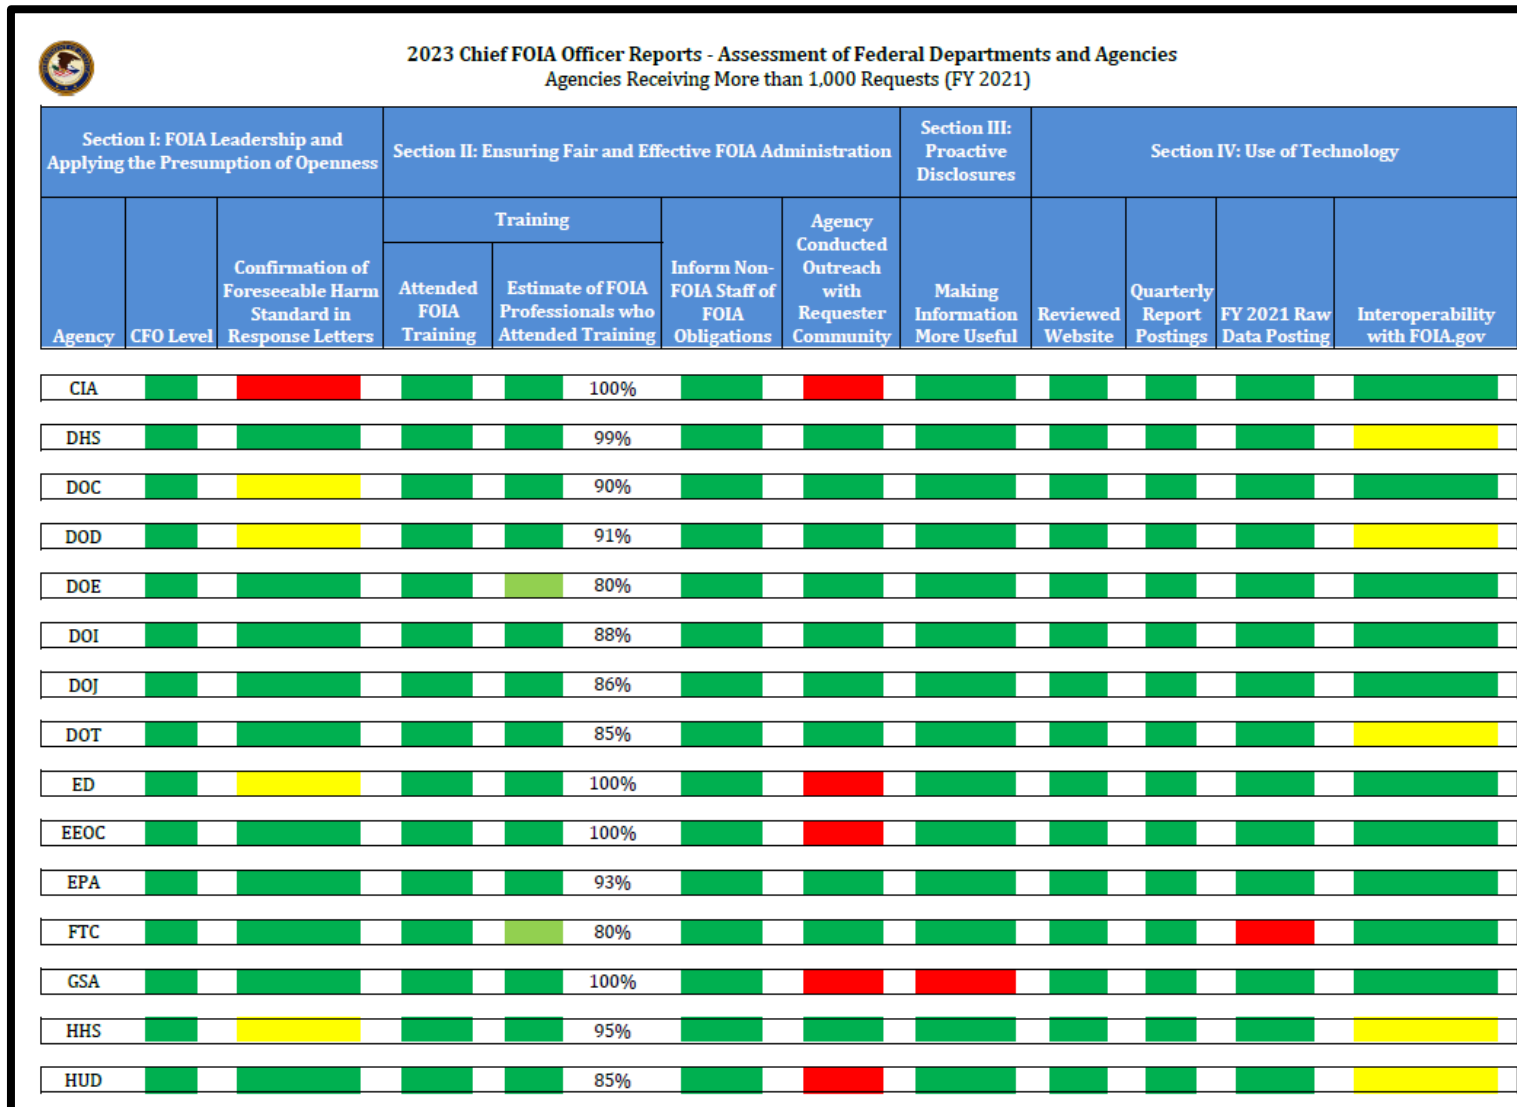 2023 Chief FOIA Officer Reports - Assessment of Federal Departments and Agencies
Agencies Receiving More than 1,000 Requests (FY 2021)
Section I: FOIA Leadership and
Applying the Presumption of Openness
Section II: Ensuring Fair and Effective FOIA Administration
Section III:
Proactive
Disclosures
Section IV: Use of Technology
Agency
CFO Level
Confirmation of
Foreseeable Harm
Standard in
Response Letters
Training
Attended
FOIA
Training
Estimate of FOIA
Professionals who
Attended Training
Inform Non-
FOIA Staff of
FOIA
Obligations
Agency
Conducted
Outreach
with
Requester
Community
Making
Information
More Useful
Reviewed
Website
Quarterly
Report
Postings
FY 2021 Raw
Data Posting
Interoperability
with FOIA.gov
CIA 100%
DHS 99%
DOC 90%
DOD 91%
DOE 80%
DOI 88%
DOJ 86%
DOT 85%
ED 100%
EEOC 100%
EPA 93%
FTC 80%
GSA 100%
HHS 95%
HUD 85%